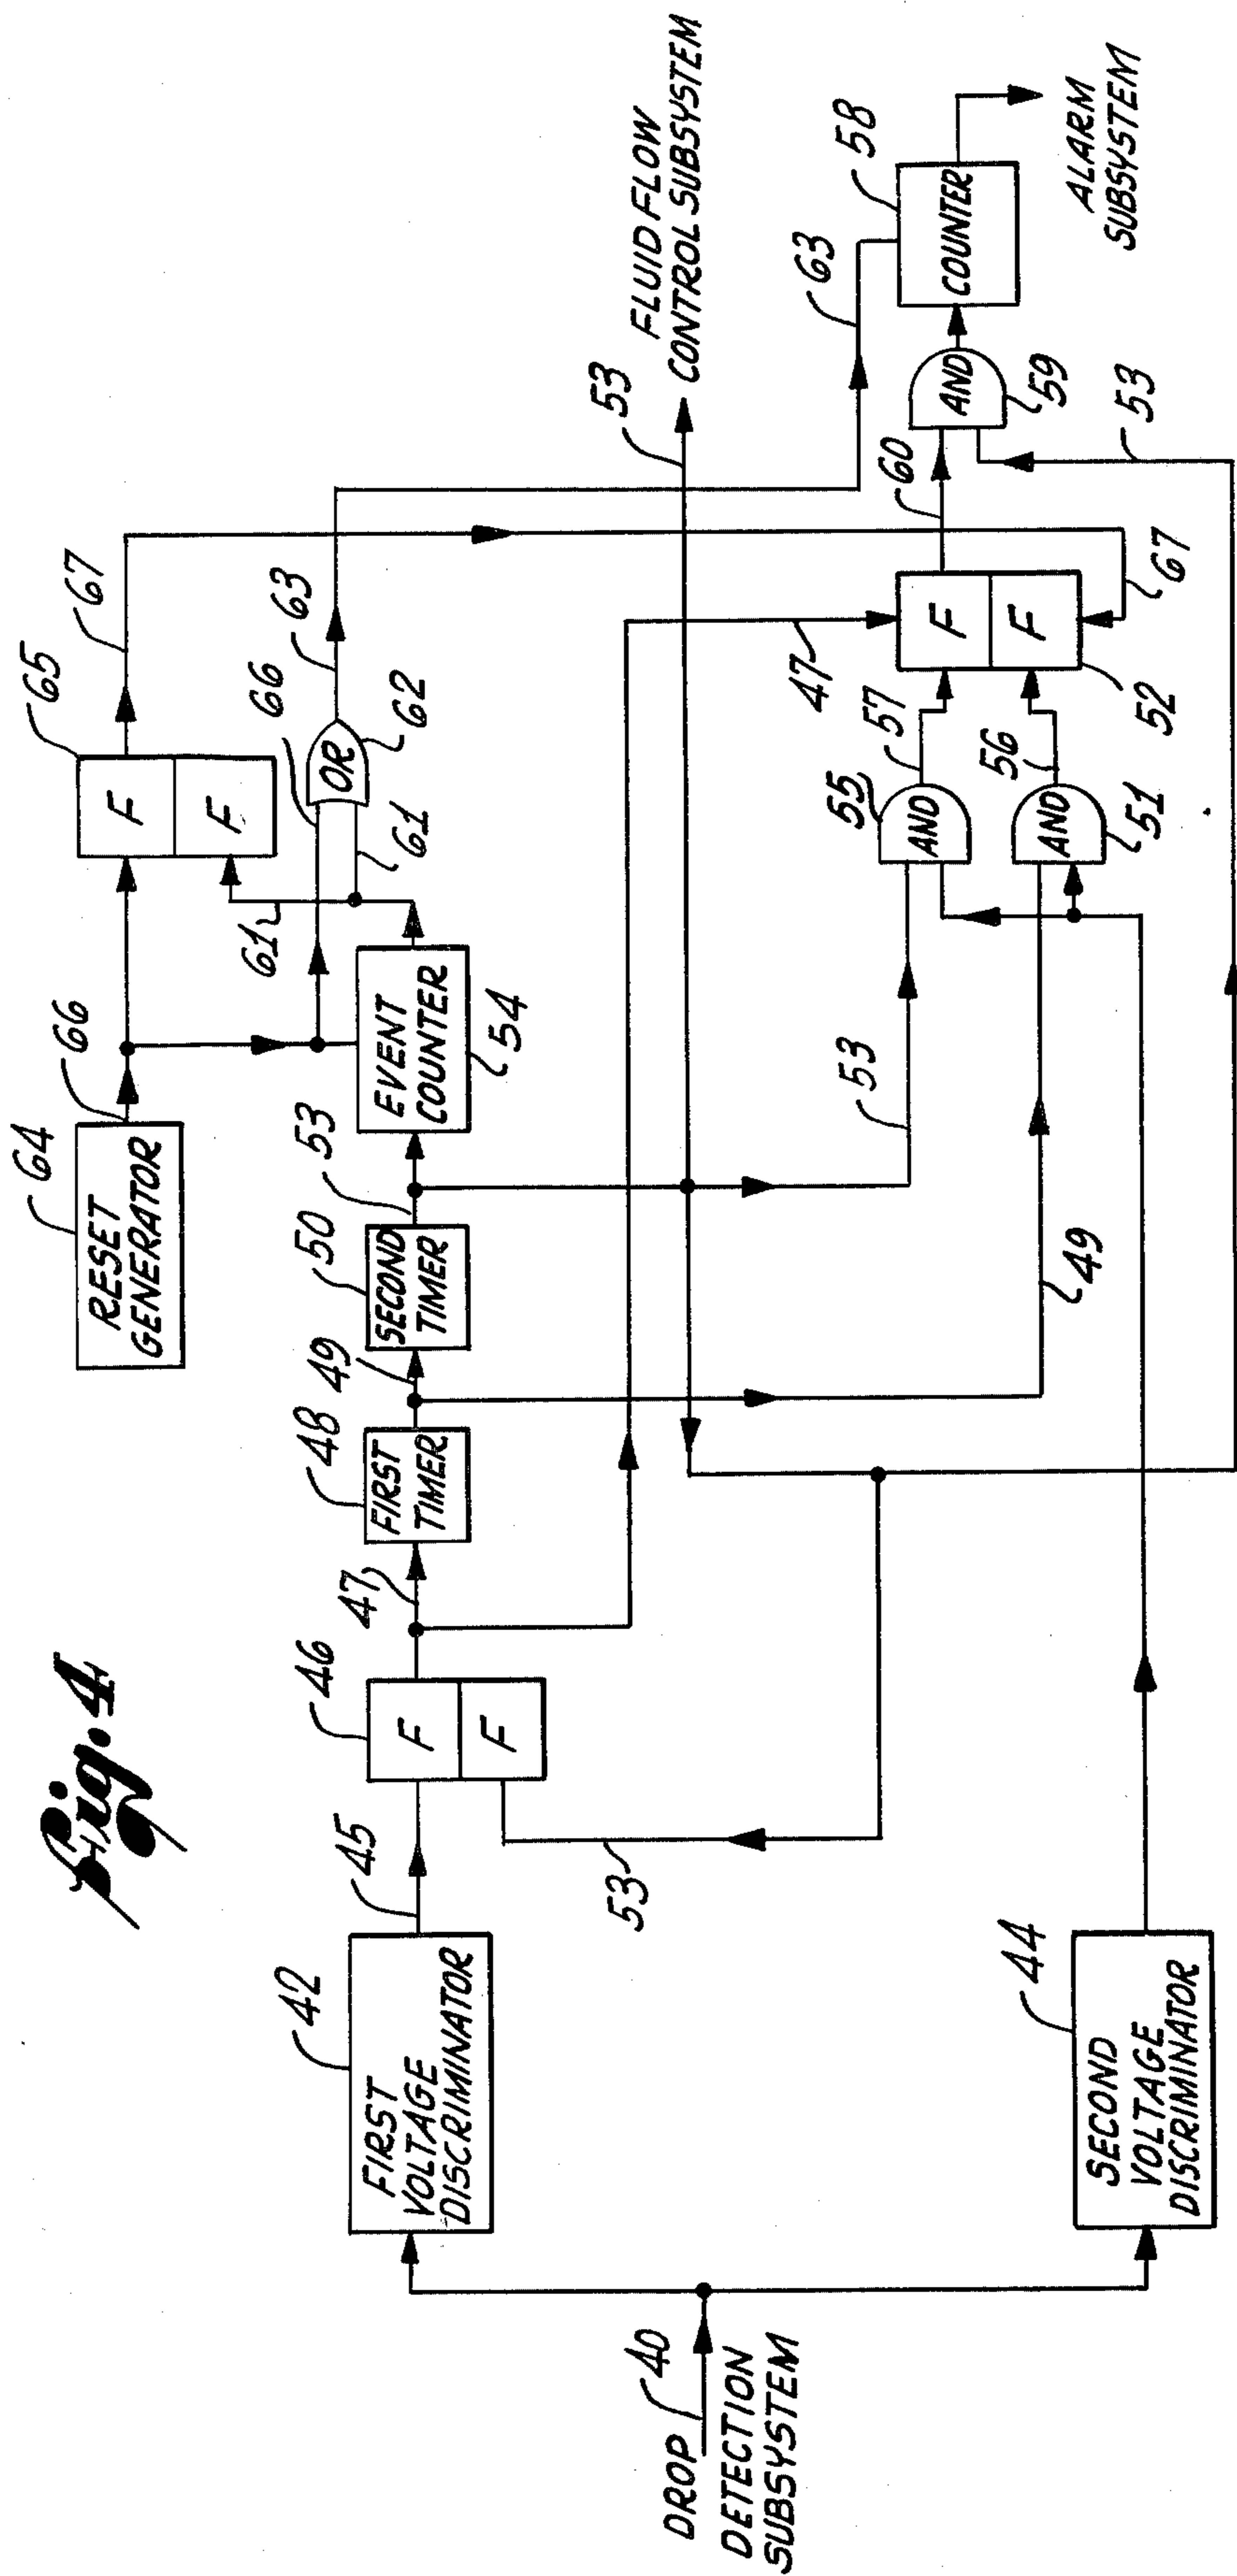 Fig. 4
64
RESET
GENERATOR
66
65
F
F
67
66
61
61
OR
62
63
63
42
FIRST
VOLTAGE
DISCRIMINATOR
45
46
F
F
47
48
FIRST
TIMER
49
50
SECOND
TIMER
53
EVENT
COUNTER
54
53
53
FLUID FLOW
CONTROL SUBSYSTEM
DROP
DETECTION
SUBSYSTEM
40
53
55
AND
57
47
F
F
52
60
AND
59
COUNTER
58
ALARM
SUBSYSTEM
49
AND
51
56
67
53
44
SECOND
VOLTAGE
DISCRIMINATOR